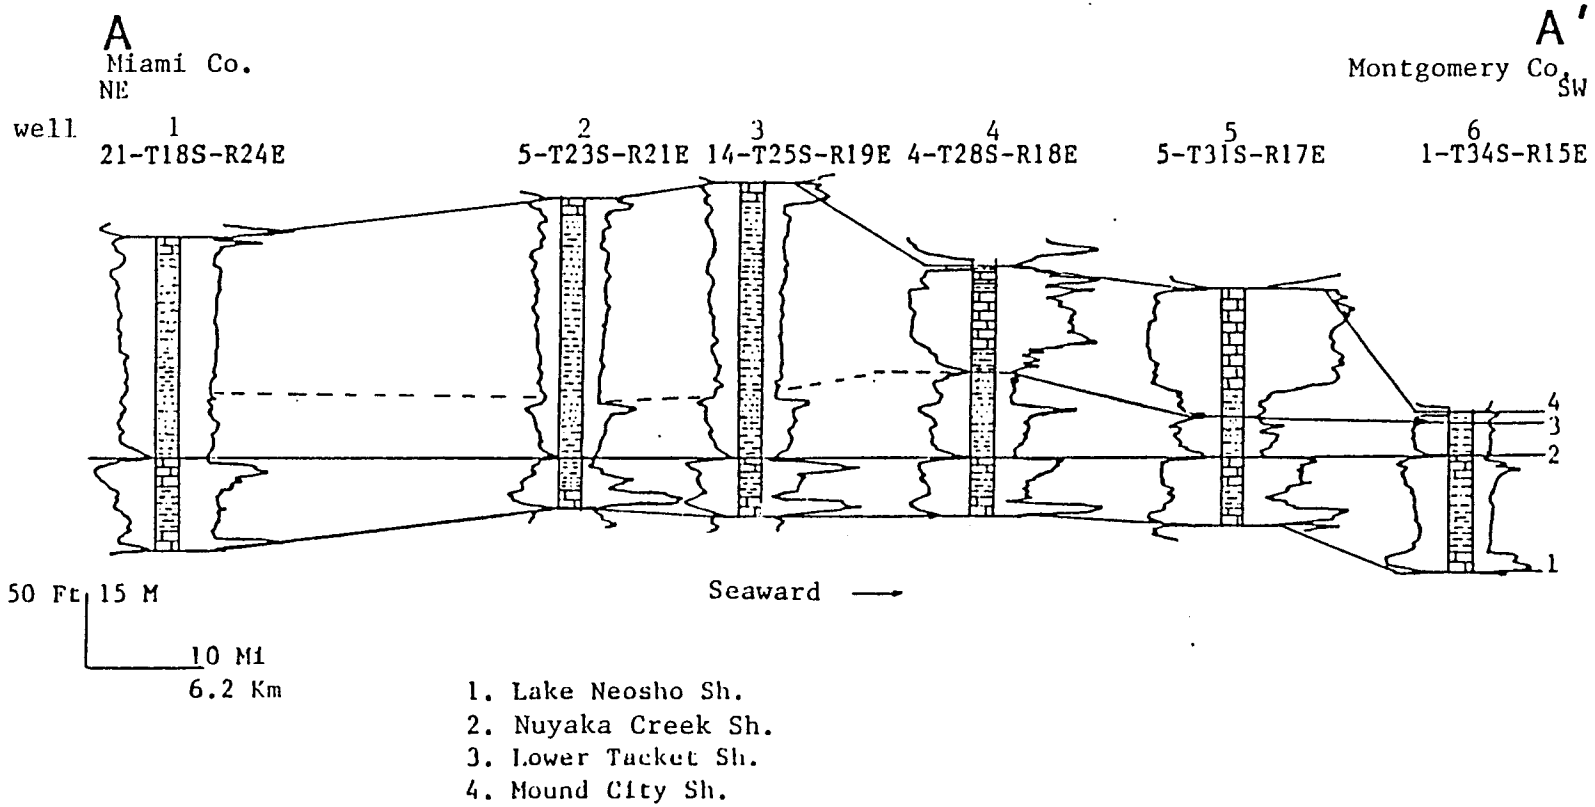 A
A'
Miami Co.
Montgomery Co.
NE
SW
well 1 2 3 4 5 6
21-T18S-R24E 5-T23S-R21E 14-T25S-R19E 4-T28S-R18E 5-T31S-R17E 1-T34S-R15E
4
3
2
1
50 Ft 15 M
Seaward
10 Mi
6.2 Km
1. Lake Neosho Sh.
2. Nuyaka Creek Sh.
3. Lower Tacket Sh.
4. Mound City Sh.